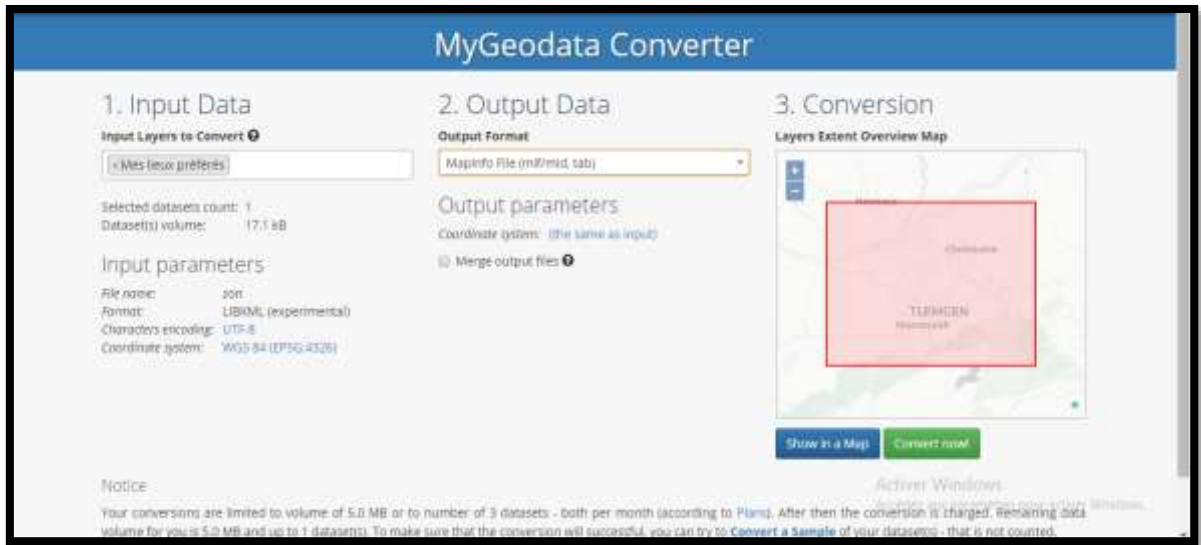 MyGeodata Converter
1. Input Data
Input Layers to Convert
× Mes lieux préférés
Selected datasets count: 1
Dataset(s) volume: 17.1 kB
Input parameters
File name: zon
Format: LIBKML (experimental)
Characters encoding: UTF-8
Coordinate system: WGS 84 (EPSG:4326)
2. Output Data
Output Format
MapInfo File (mif/mid, tab)
Output parameters
Coordinate system: (the same as input)
Merge output files
3. Conversion
Layers Extent Overview Map
+
−
Chetouane
TLEMCEN
Mansourah
Show in a Map
Convert now!
Notice
Activer Windows
Your conversions are limited to volume of 5.0 MB or to number of 3 datasets - both per month (according to Plans). After then the conversion is charged. Remaining data
volume for you is 5.0 MB and up to 1 dataset(s). To make sure that the conversion will successful, you can try to Convert a Sample of your dataset(s) - that is not counted.